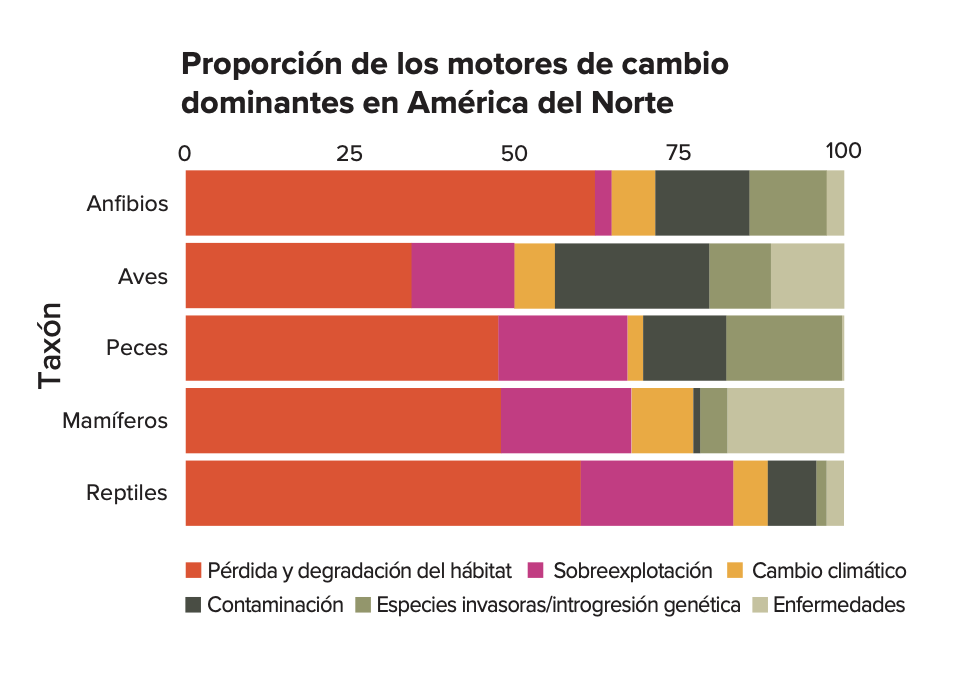 Proporción de los motores de cambio
dominantes en América del Norte
0 25 50 75 100
Taxón
Anfibios
Aves
Peces
Mamíferos
Reptiles
Pérdida y degradación del hábitat Sobreexplotación Cambio climático
Contaminación Especies invasoras/introgresión genética Enfermedades